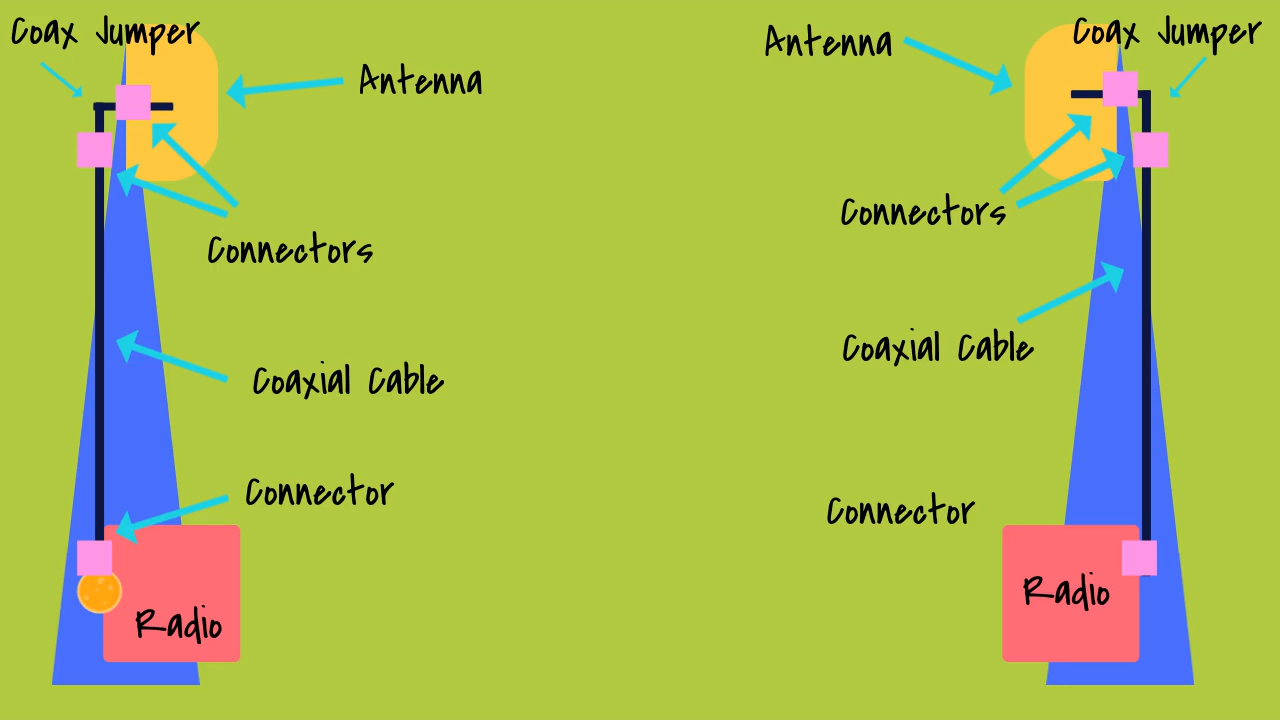 Coax Jumper
Antenna
Connectors
Coaxial Cable
Connector
Radio
Coax Jumper
Antenna
Connectors
Coaxial Cable
Connector
Radio